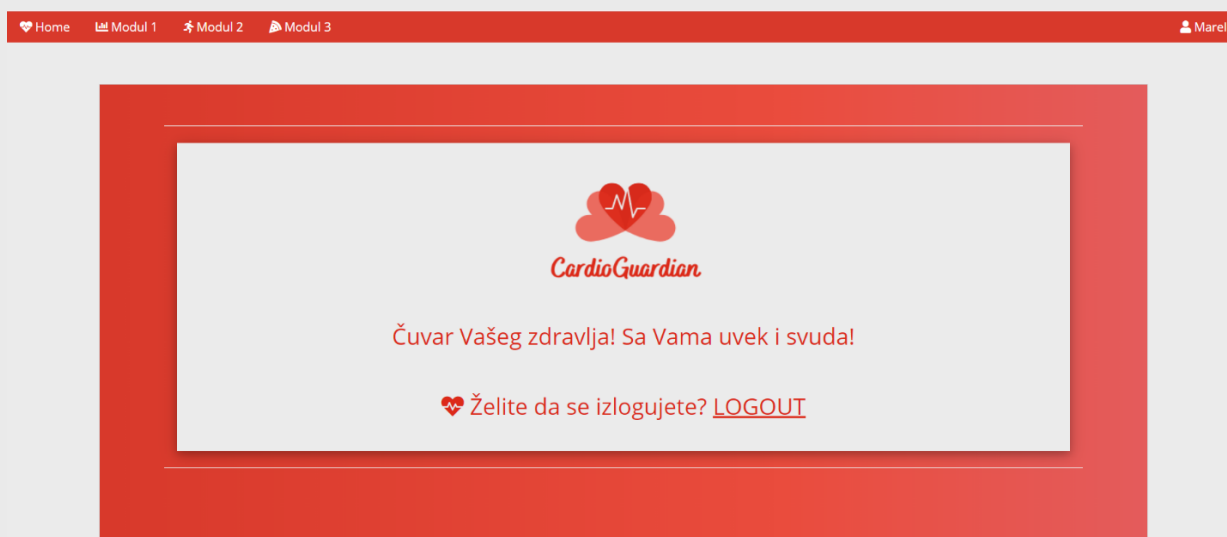 Home Modul 1 Modul 2 Modul 3 Marel
CardioGuardian
Čuvar Vašeg zdravlja! Sa Vama uvek i svuda!
Želite da se izlogujete? LOGOUT